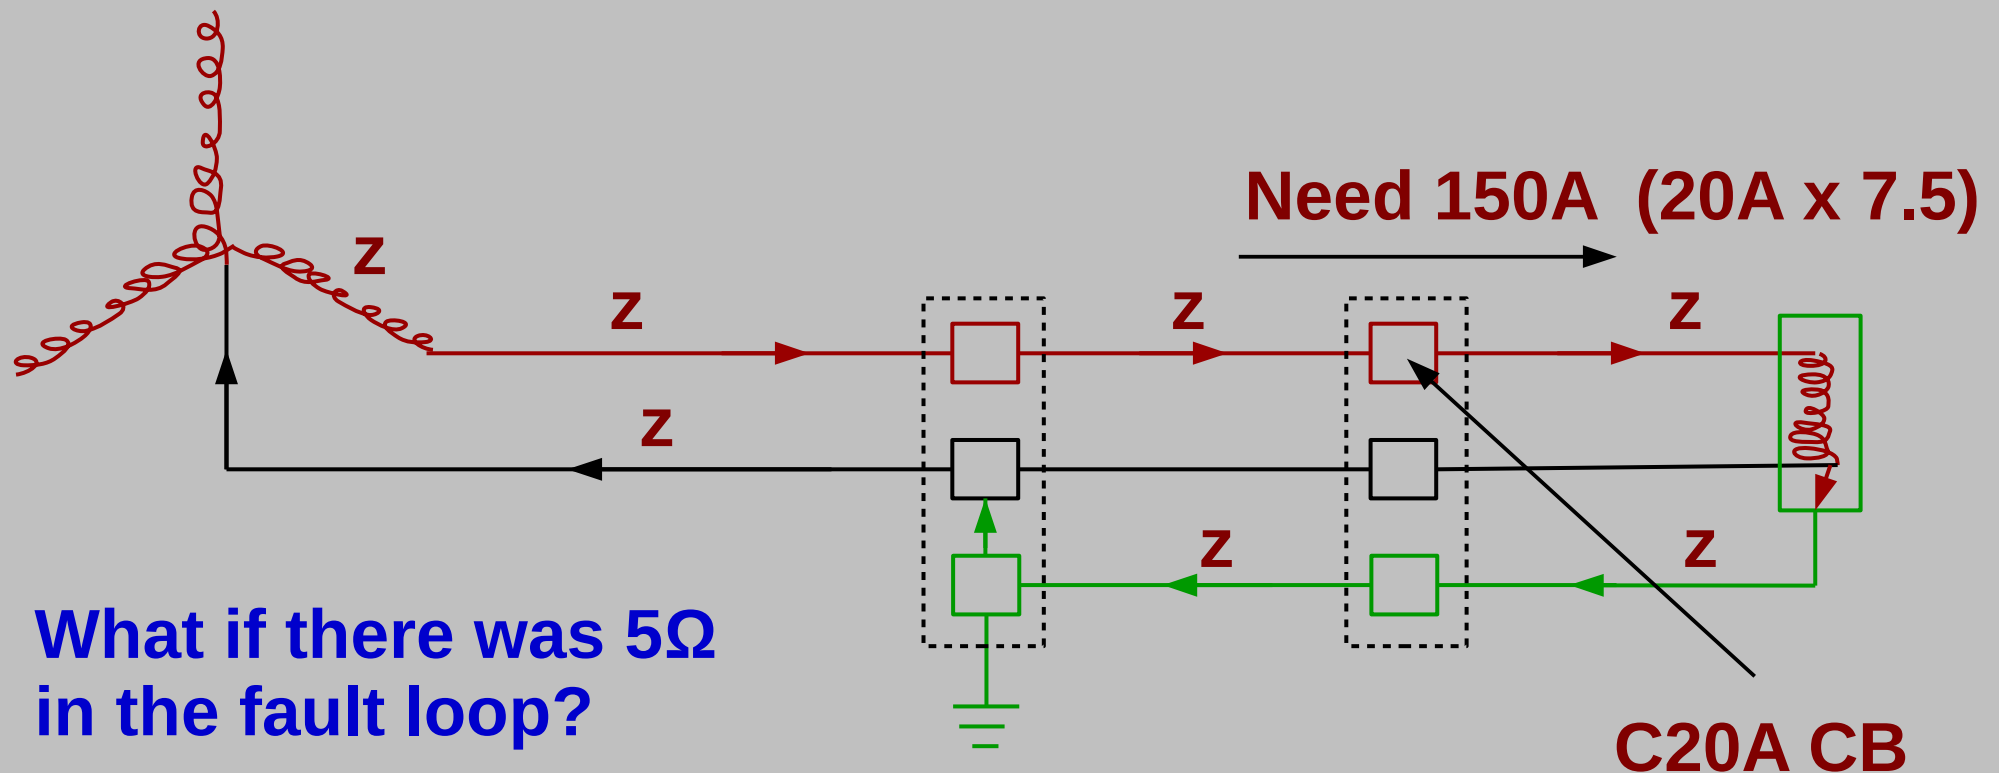 Need 150A (20A x 7.5)
z
z
z
z
z
z
z
What if there was 5Ω
in the fault loop?
C20A CB